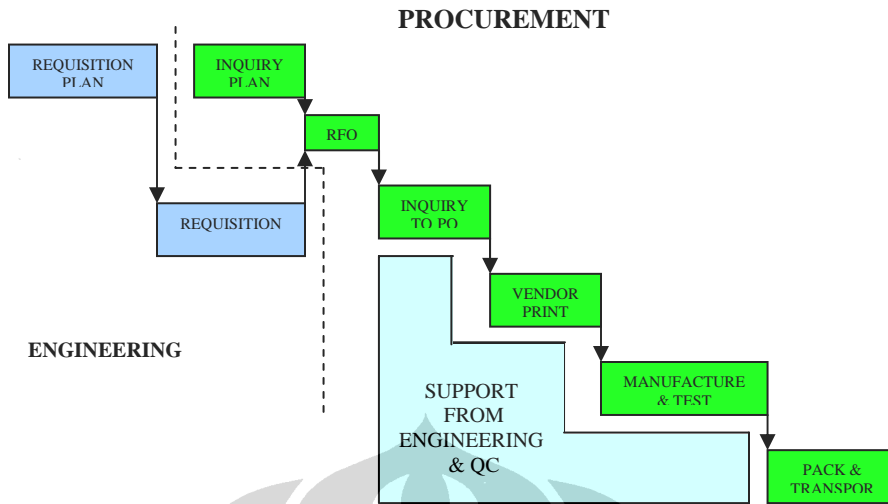 PROCUREMENT
REQUISITION
PLAN
INQUIRY
PLAN
RFO
REQUISITION
INQUIRY
TO PO
VENDOR
PRINT
ENGINEERING
MANUFACTURE
& TEST
SUPPORT
FROM
ENGINEERING
& QC
PACK &
TRANSPOR